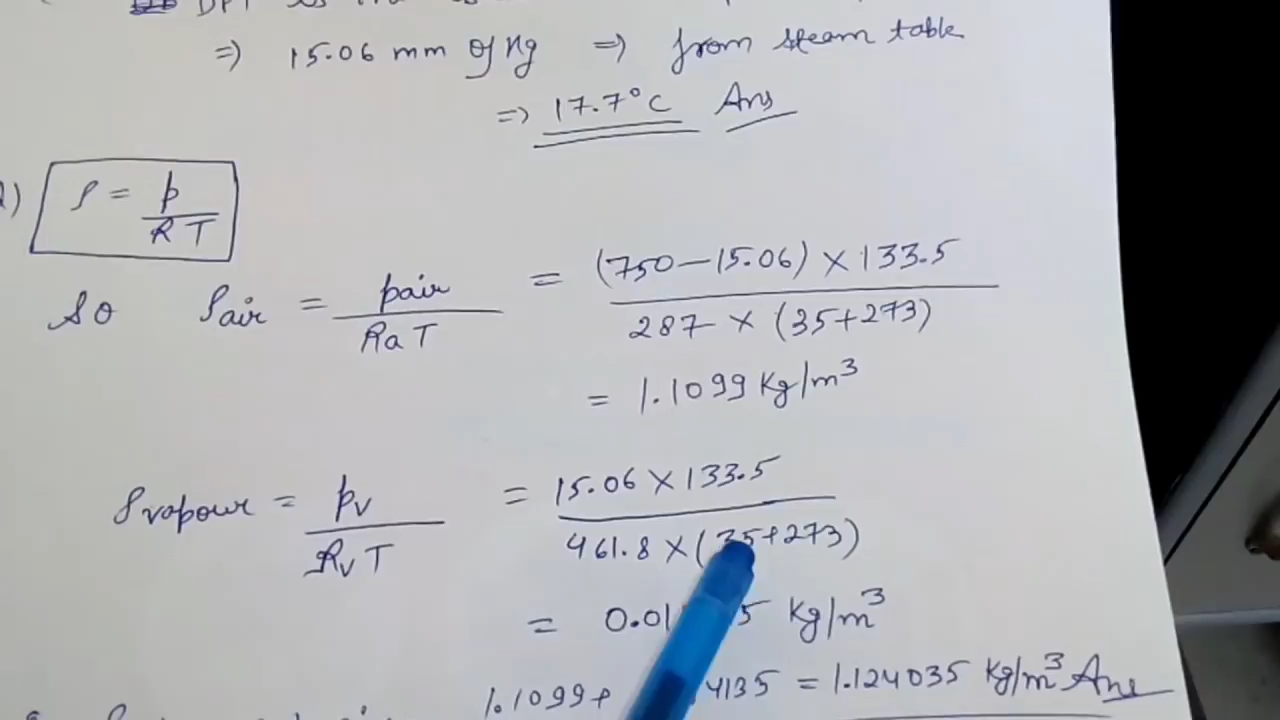 => 15.06 mm of Hg => from steam table
=> 17.7°C Ans
ρ = p / RT
so ρair = pair / RaT = (750-15.06) × 133.5 / 287 × (35+273)
= 1.1099 Kg/m³
ρvapour = pv / RvT = 15.06 × 133.5 / 461.8 × (35+273)
= Kg/m³
1.1099+ 4135 = 1.124035 Kg/m³ Ans